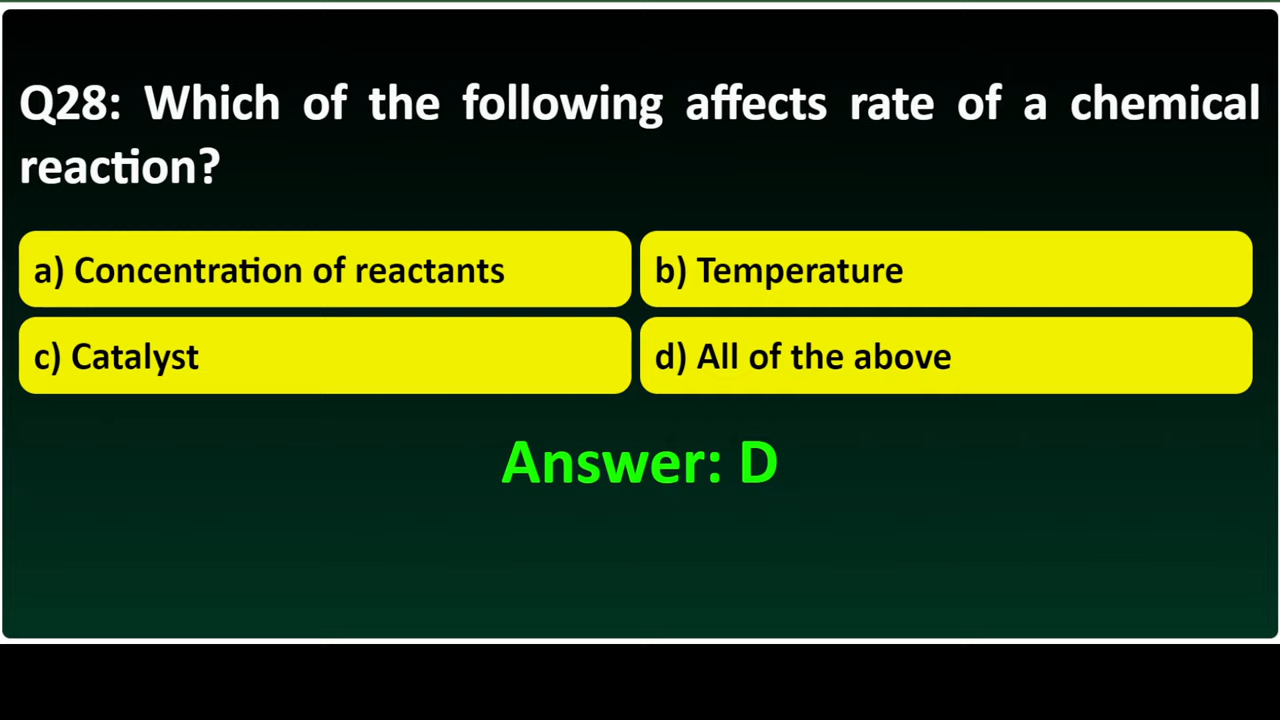 Q28: Which of the following affects rate of a chemical
reaction?
a) Concentration of reactants
b) Temperature
c) Catalyst
d) All of the above
Answer: D